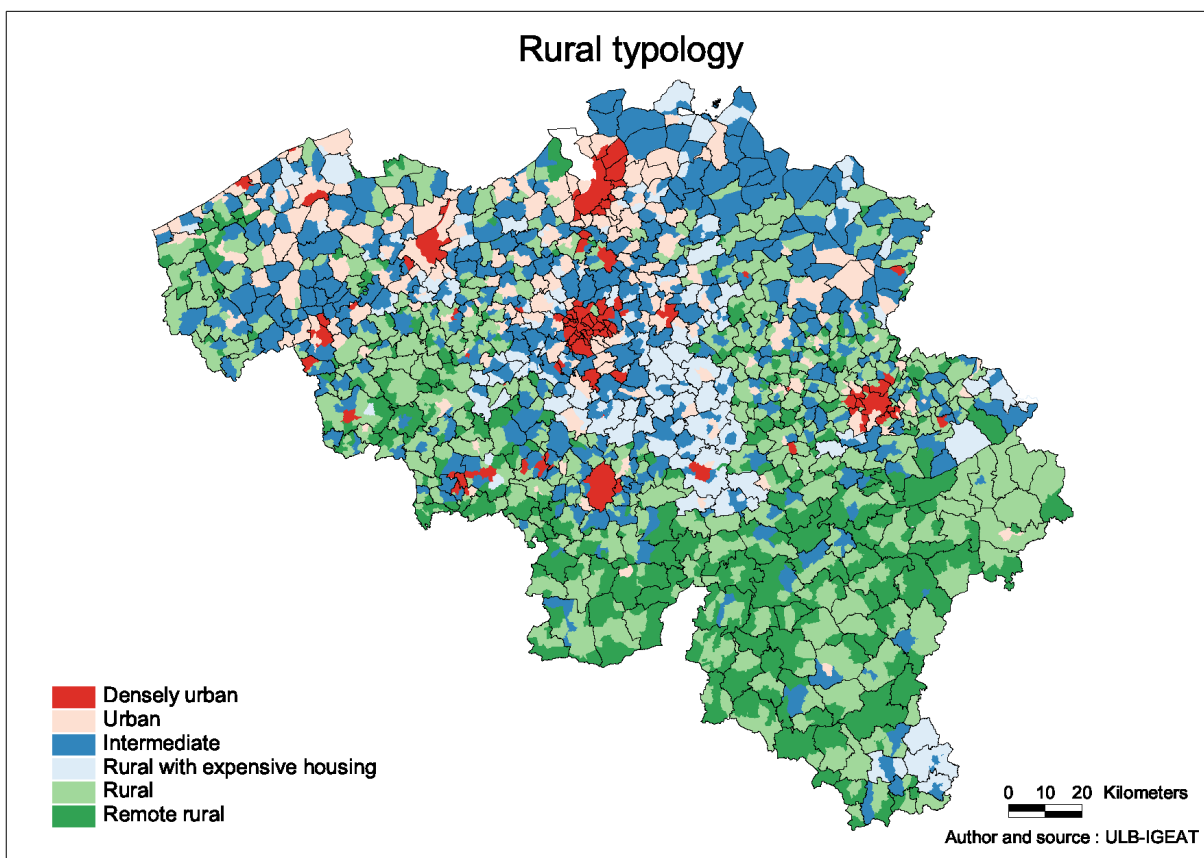 Rural typology
Densely urban
Urban
Intermediate
Rural with expensive housing
Rural
Remote rural
0 10 20 Kilometers
Author and source : ULB-IGEAT